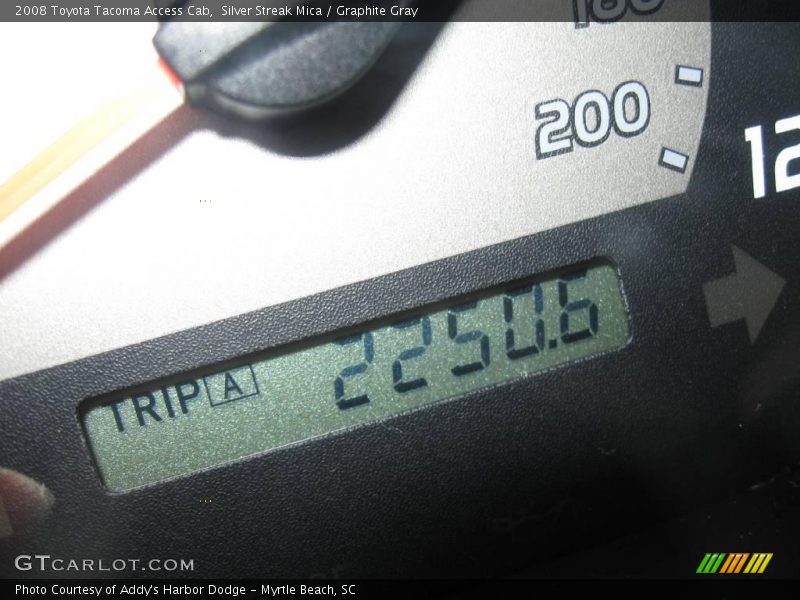 2008 Toyota Tacoma Access Cab,  Silver Streak Mica / Graphite Gray
180
200
12
TRIP A 2250.6
GTCARLOT.COM
Photo Courtesy of Addy's Harbor Dodge - Myrtle Beach, SC